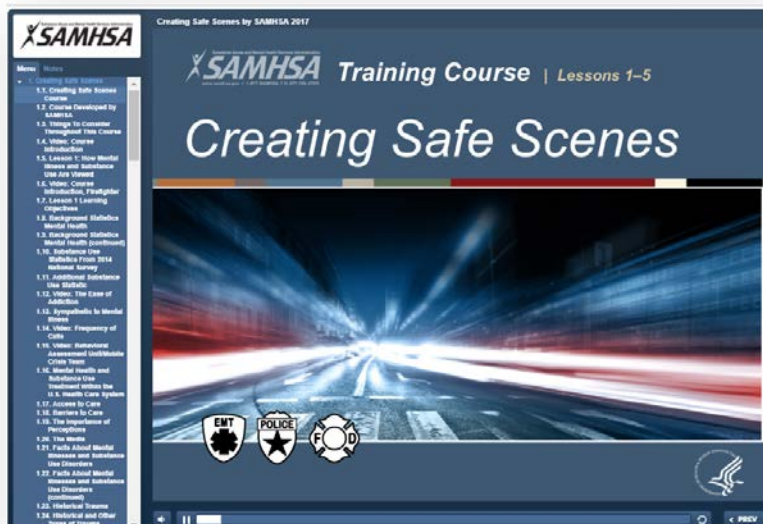 Creating Safe Scenes by SAMHSA 2017
SAMHSA
Menu Notes
1. Creating Safe Scenes
1.1. Creating Safe Scenes
Course
1.2. Course Developed by
SAMHSA
1.3. Things To Consider
Throughout This Course
1.4. Video: Course
Introduction
1.5. Lesson 1: How Mental
Illness and Substance
Use Are Viewed
1.6. Video: Course
Introduction, Firefighter
1.7. Lesson 1 Learning
Objectives
1.8. Background Statistics
Mental Health
1.9. Background Statistics
Mental Health (continued)
1.10. Substance Use
Statistics From 2014
National Survey
1.11. Additional Substance
Use Statistic
1.12. Video: The Ease of
Addiction
1.13. Sympathetic to Mental
Illness
1.14. Video: Frequency of
Calls
1.15. Video: Behavioral
Assessment Unit/Mobile
Crisis Team
1.16. Mental Health and
Substance Use
Treatment Within the
U.S. Health Care System
1.17. Access to Care
1.18. Barriers to Care
1.19. The Importance of
Perceptions
1.20. The Media
1.21. Facts About Mental
Illnesses and Substance
Use Disorders
1.22. Facts About Mental
Illnesses and Substance
Use Disorders
(continued)
1.23. Historical Trauma
1.24. Historical and Other
Types of Trauma
SAMHSA Training Course | Lessons 1–5
Creating Safe Scenes
EMT
POLICE
F D
< PREV